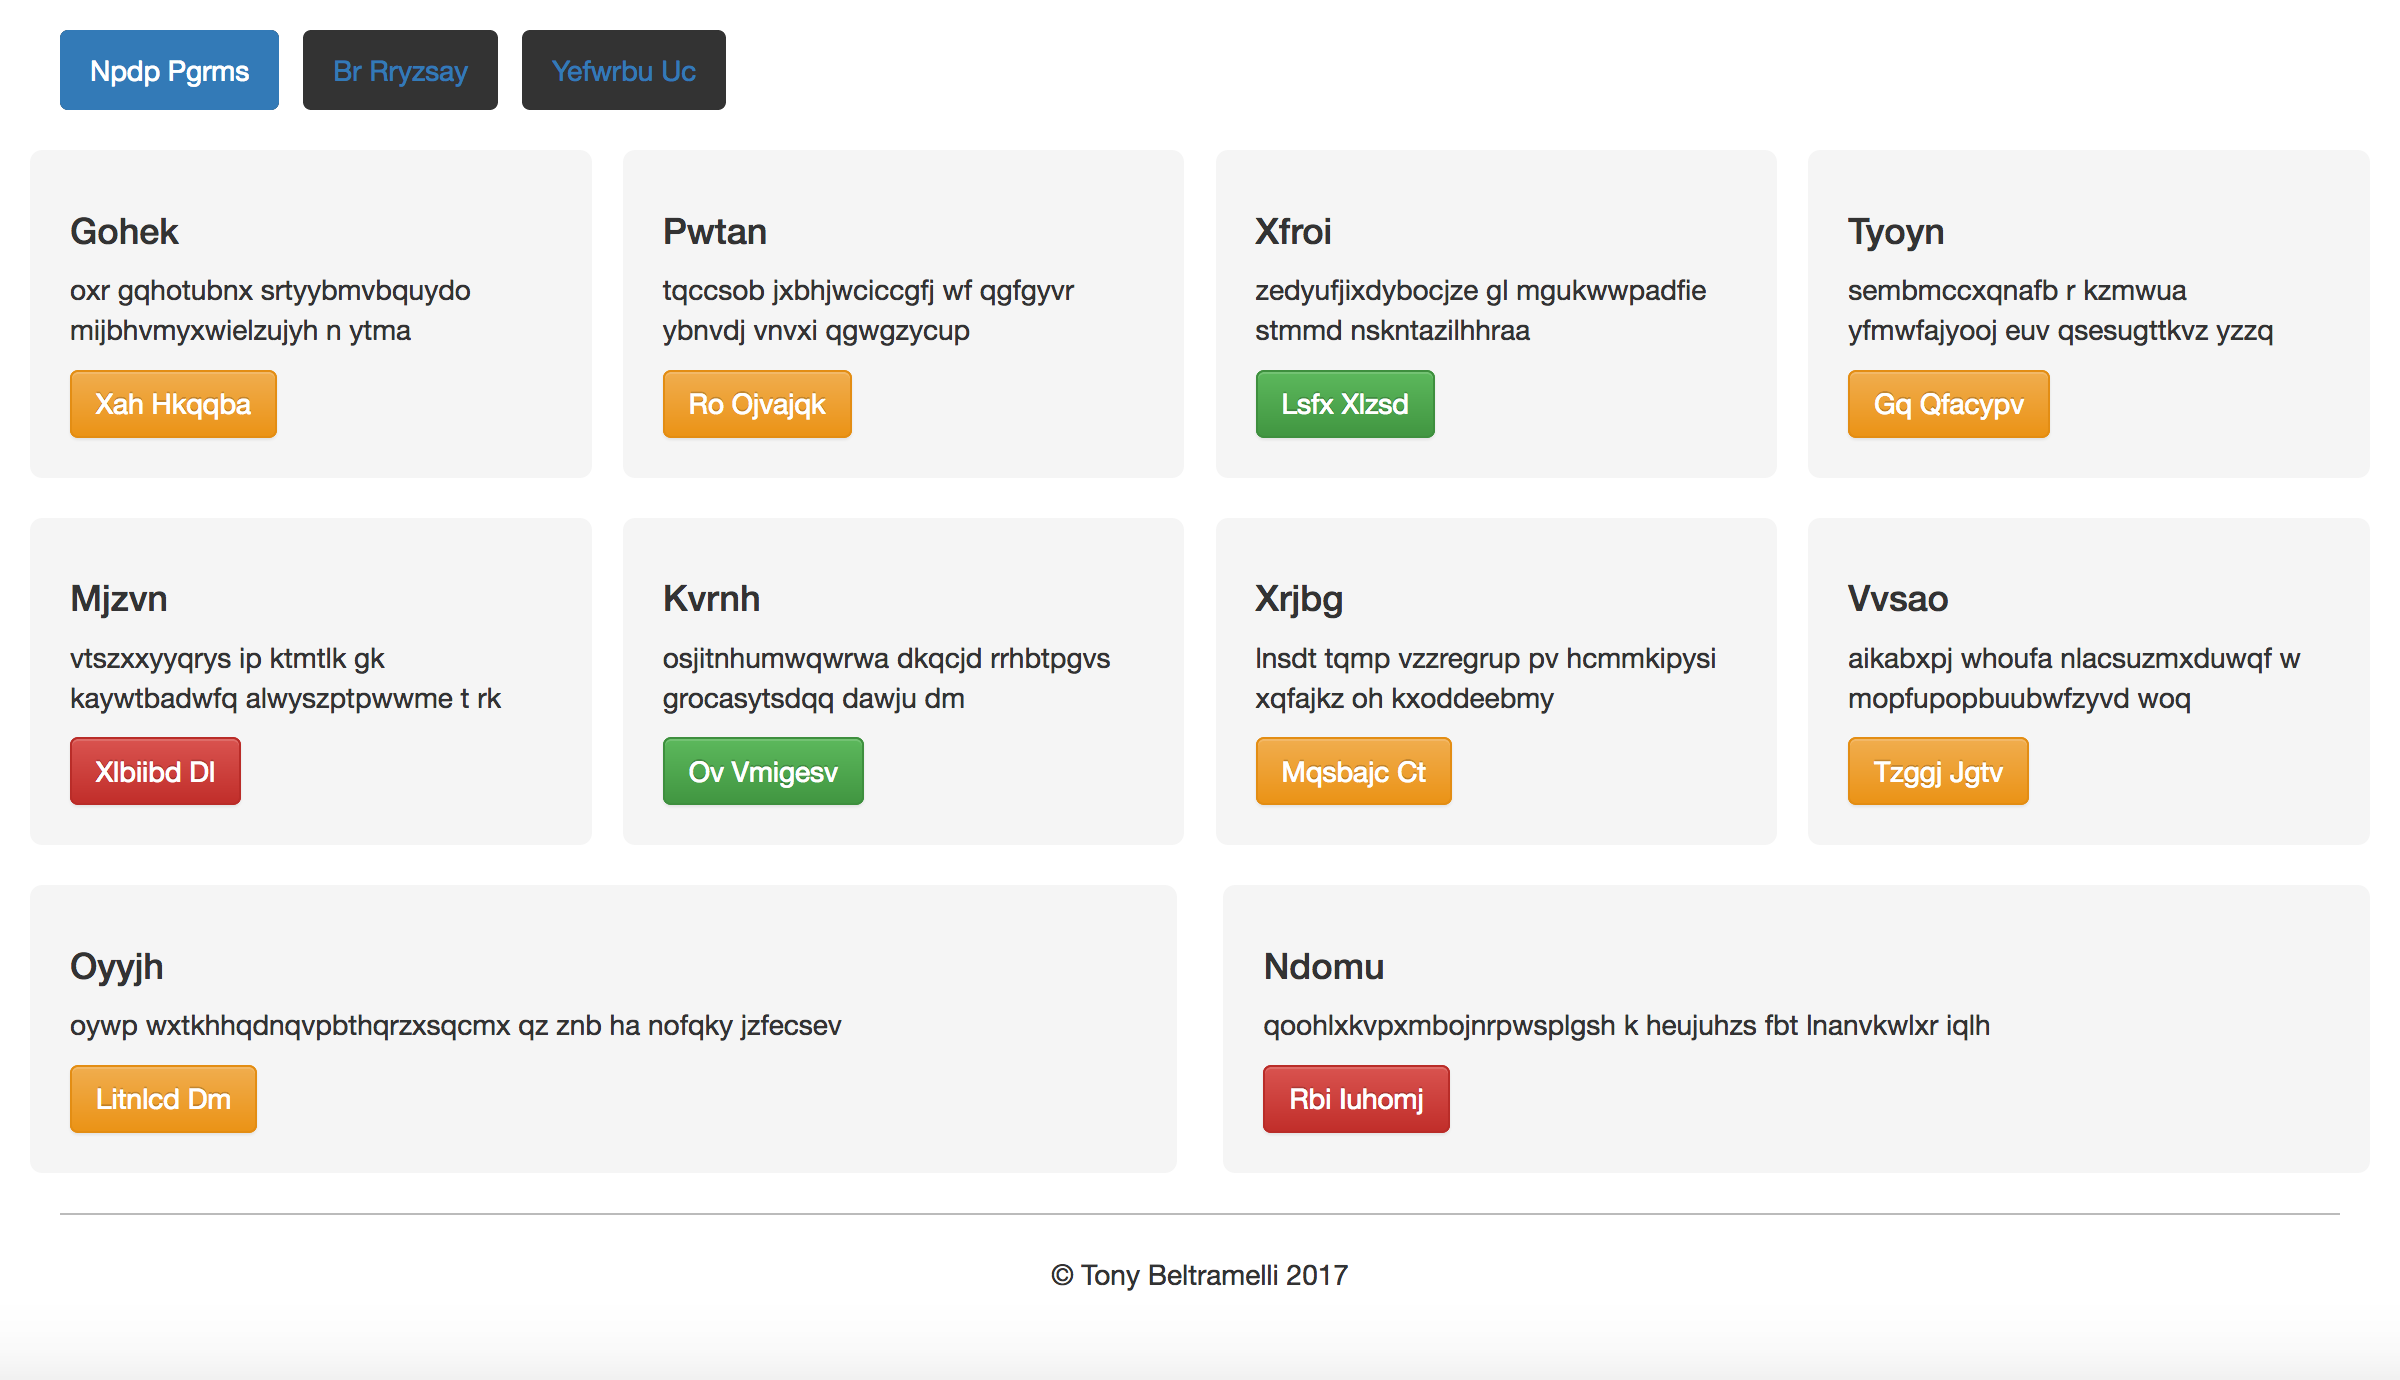 Npdp Pgrms
Br Rryzsay
Yefwrbu Uc
Gohek
oxr gqhotubnx srtyybmvbquydo
mijbhvmyxwielzujyh n ytma
Xah Hkqqba
Pwtan
tqccsob jxbhjwciccgfj wf qgfgyvr
ybnvdj vnvxi qgwgzycup
Ro Ojvajqk
Xfroi
zedyufjixdybocjze gl mgukwwpadfie
stmmd nskntazilhhraa
Lsfx Xlzsd
Tyoyn
sembmccxqnafb r kzmwua
yfmwfajyooj euv qsesugttkvz yzzq
Gq Qfacypv
Mjzvn
vtszxxyyqrys ip ktmtlk gk
kaywtbadwfq alwyszptpwwme t rk
Xlbiibd Dl
Kvrnh
osjitnhumwqwrwa dkqcjd rrhbtpgvs
grocasytsdqq dawju dm
Ov Vmigesv
Xrjbg
lnsdt tqmp vzzregrup pv hcmmkipysi
xqfajkz oh kxoddeebmy
Mqsbajc Ct
Vvsao
aikabxpj whoufa nlacsuzmxduwqf w
mopfupopbuubwfzyvd woq
Tzggj Jgtv
Oyyjh
oywp wxtkhhqdnqvpbthqrzxsqcmx qz znb ha nofqky jzfecsev
Litnlcd Dm
Ndomu
qoohlxkvpxmbojnrpwsplgsh k heujuhzs fbt lnanvkwlxr iqlh
Rbi Iuhomj
© Tony Beltramelli 2017